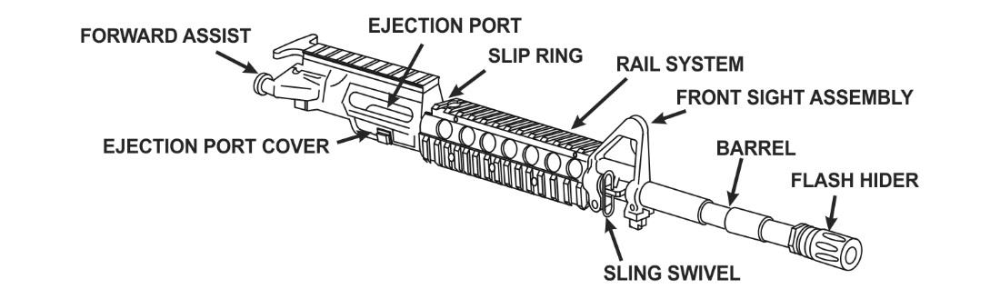 EJECTION PORT
FORWARD ASSIST
SLIP RING
RAIL SYSTEM
FRONT SIGHT ASSEMBLY
EJECTION PORT COVER
BARREL
FLASH HIDER
SLING SWIVEL